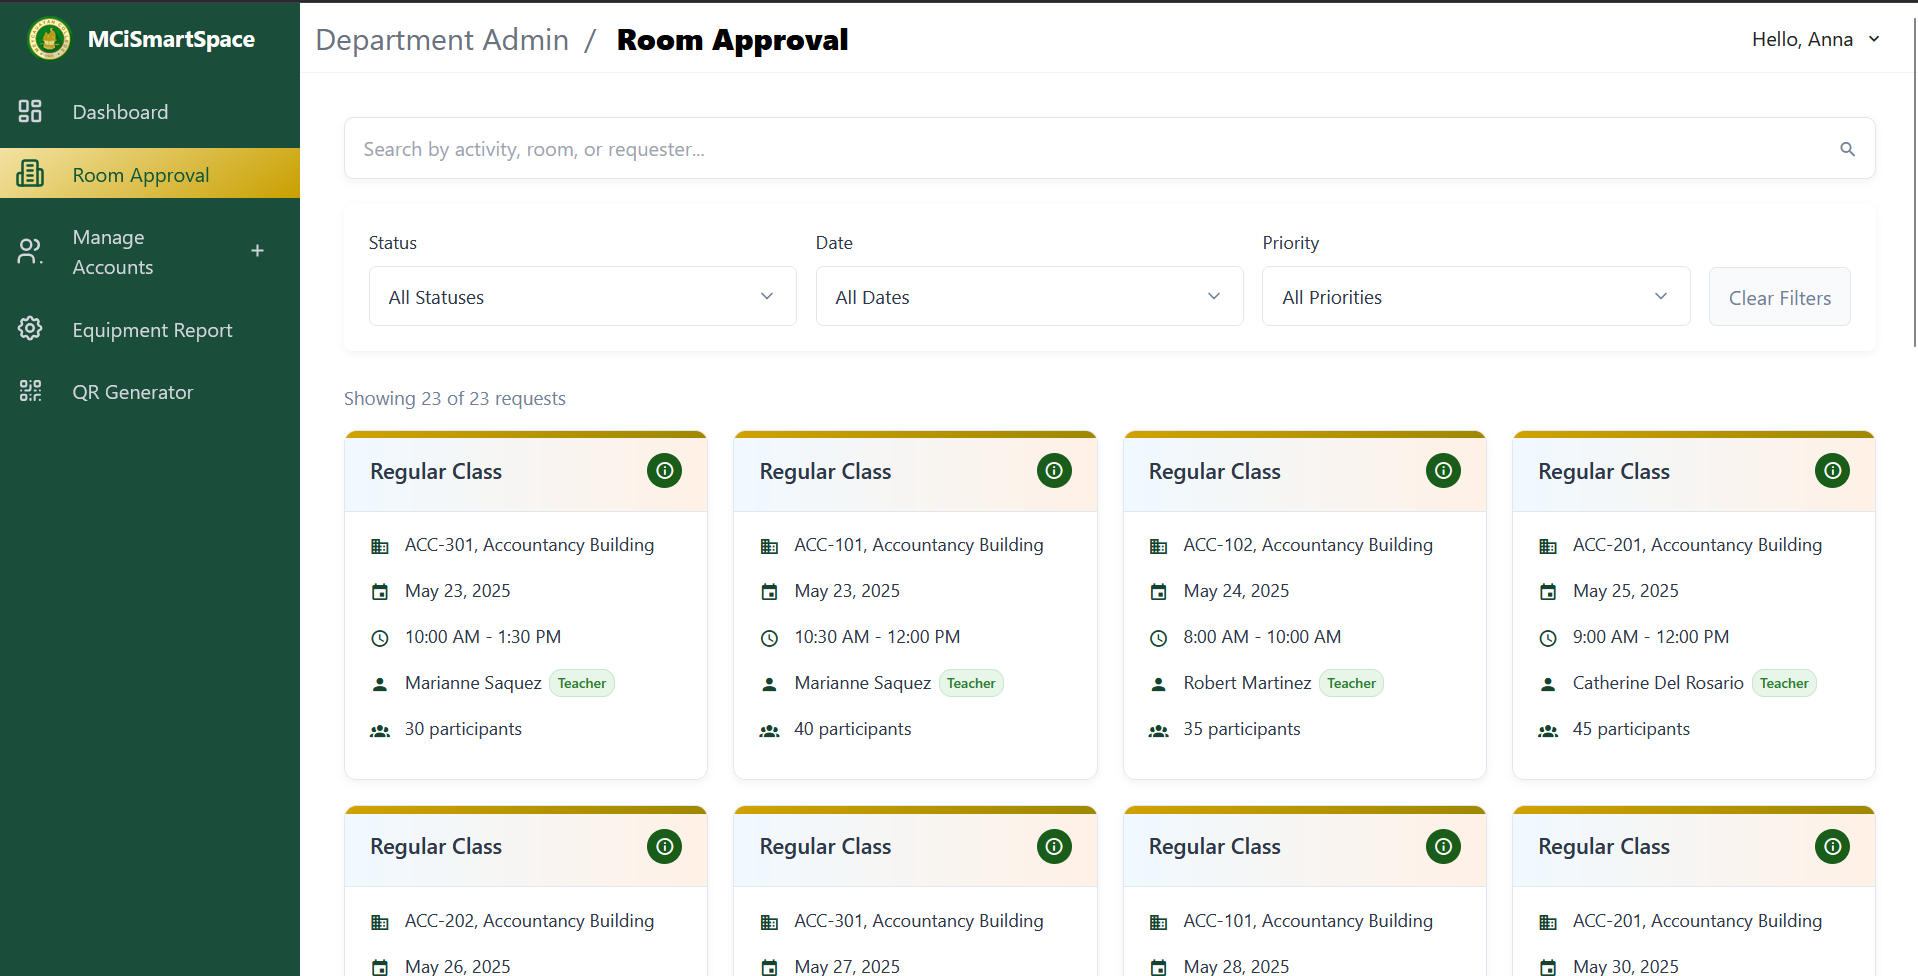 MCiSmartSpace
Dashboard
Room Approval
Manage
Accounts
+
Equipment Report
QR Generator
Department Admin / Room Approval
Hello, Anna
Search by activity, room, or requester...
Status
Date
Priority
All Statuses
All Dates
All Priorities
Clear Filters
Showing 23 of 23 requests
Regular Class
ACC-301, Accountancy Building
May 23, 2025
10:00 AM - 1:30 PM
Marianne Saquez Teacher
30 participants
Regular Class
ACC-101, Accountancy Building
May 23, 2025
10:30 AM - 12:00 PM
Marianne Saquez Teacher
40 participants
Regular Class
ACC-102, Accountancy Building
May 24, 2025
8:00 AM - 10:00 AM
Robert Martinez Teacher
35 participants
Regular Class
ACC-201, Accountancy Building
May 25, 2025
9:00 AM - 12:00 PM
Catherine Del Rosario Teacher
45 participants
Regular Class
ACC-202, Accountancy Building
May 26, 2025
Regular Class
ACC-301, Accountancy Building
May 27, 2025
Regular Class
ACC-101, Accountancy Building
May 28, 2025
Regular Class
ACC-201, Accountancy Building
May 30, 2025